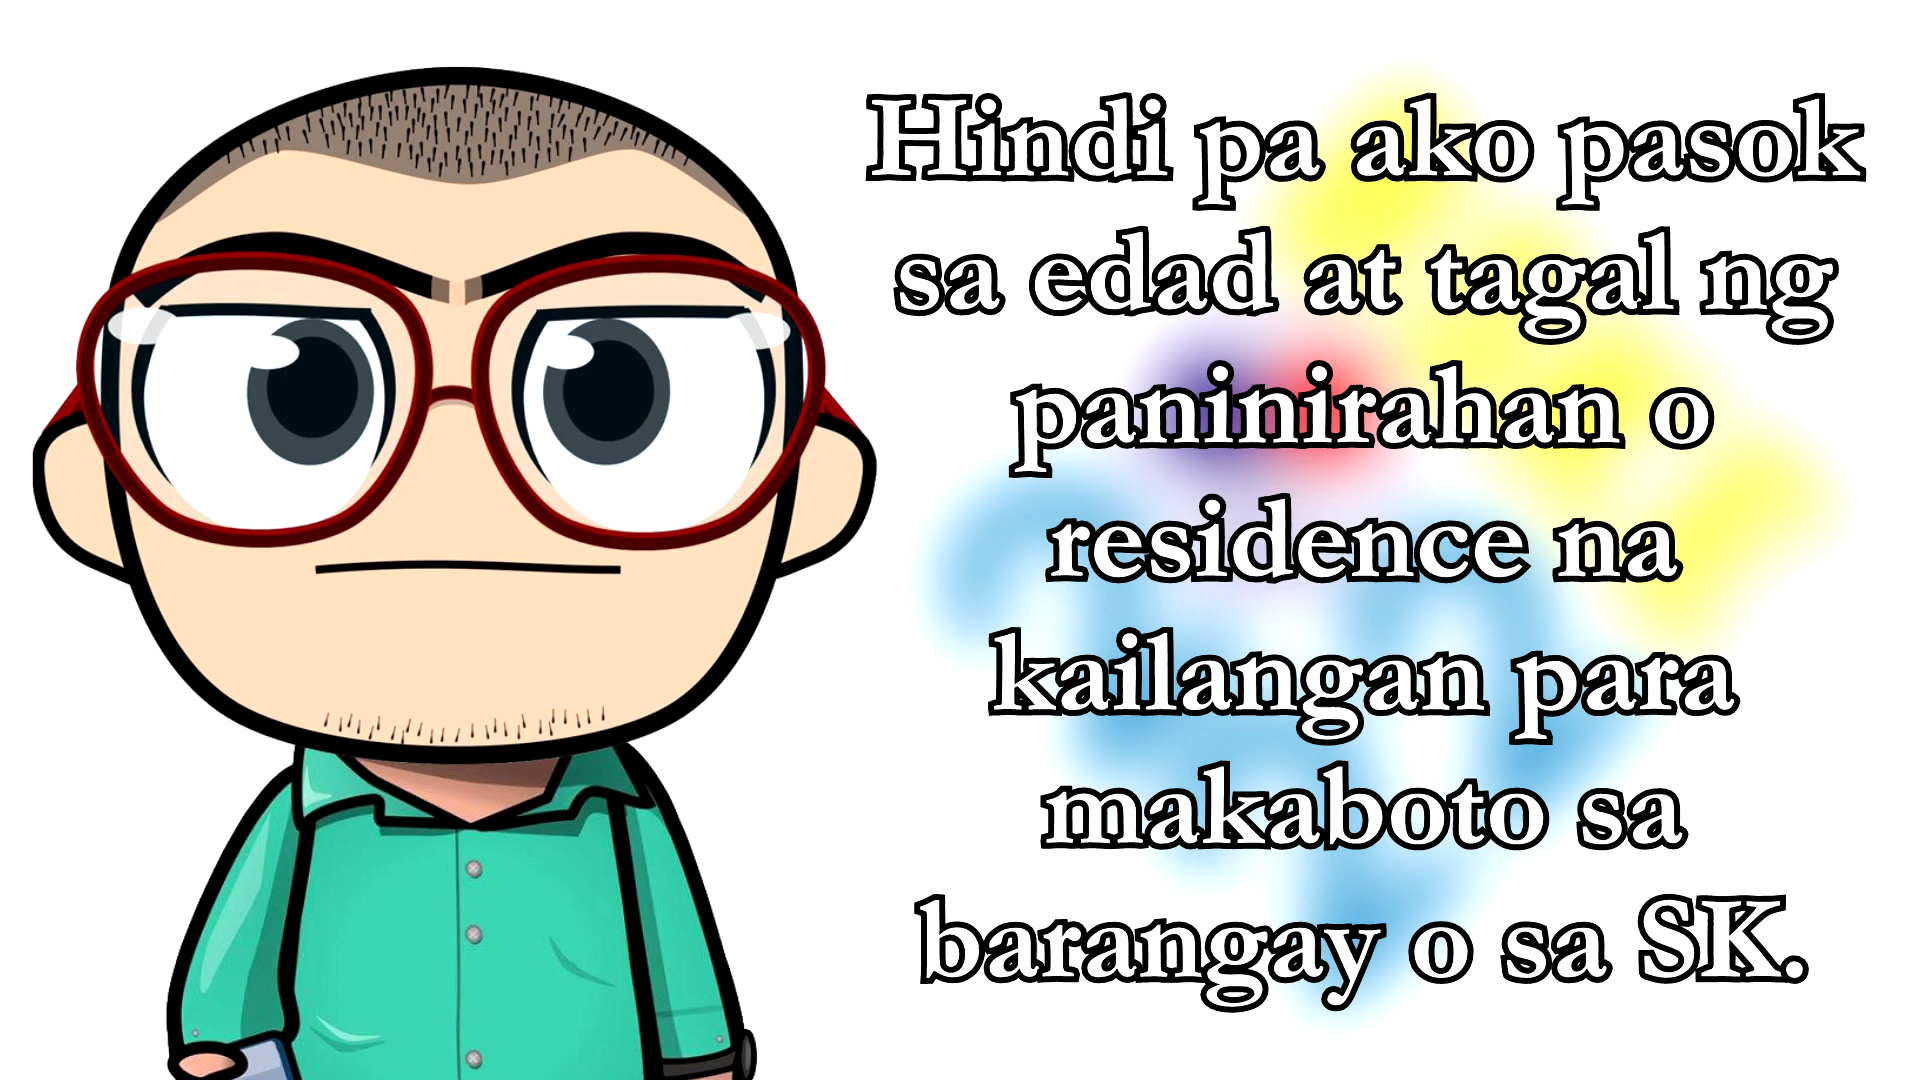 Hindi pa ako pasok
sa edad at tagal ng
paninirahan o
residence na
kailangan para
makaboto sa
barangay o sa SK.